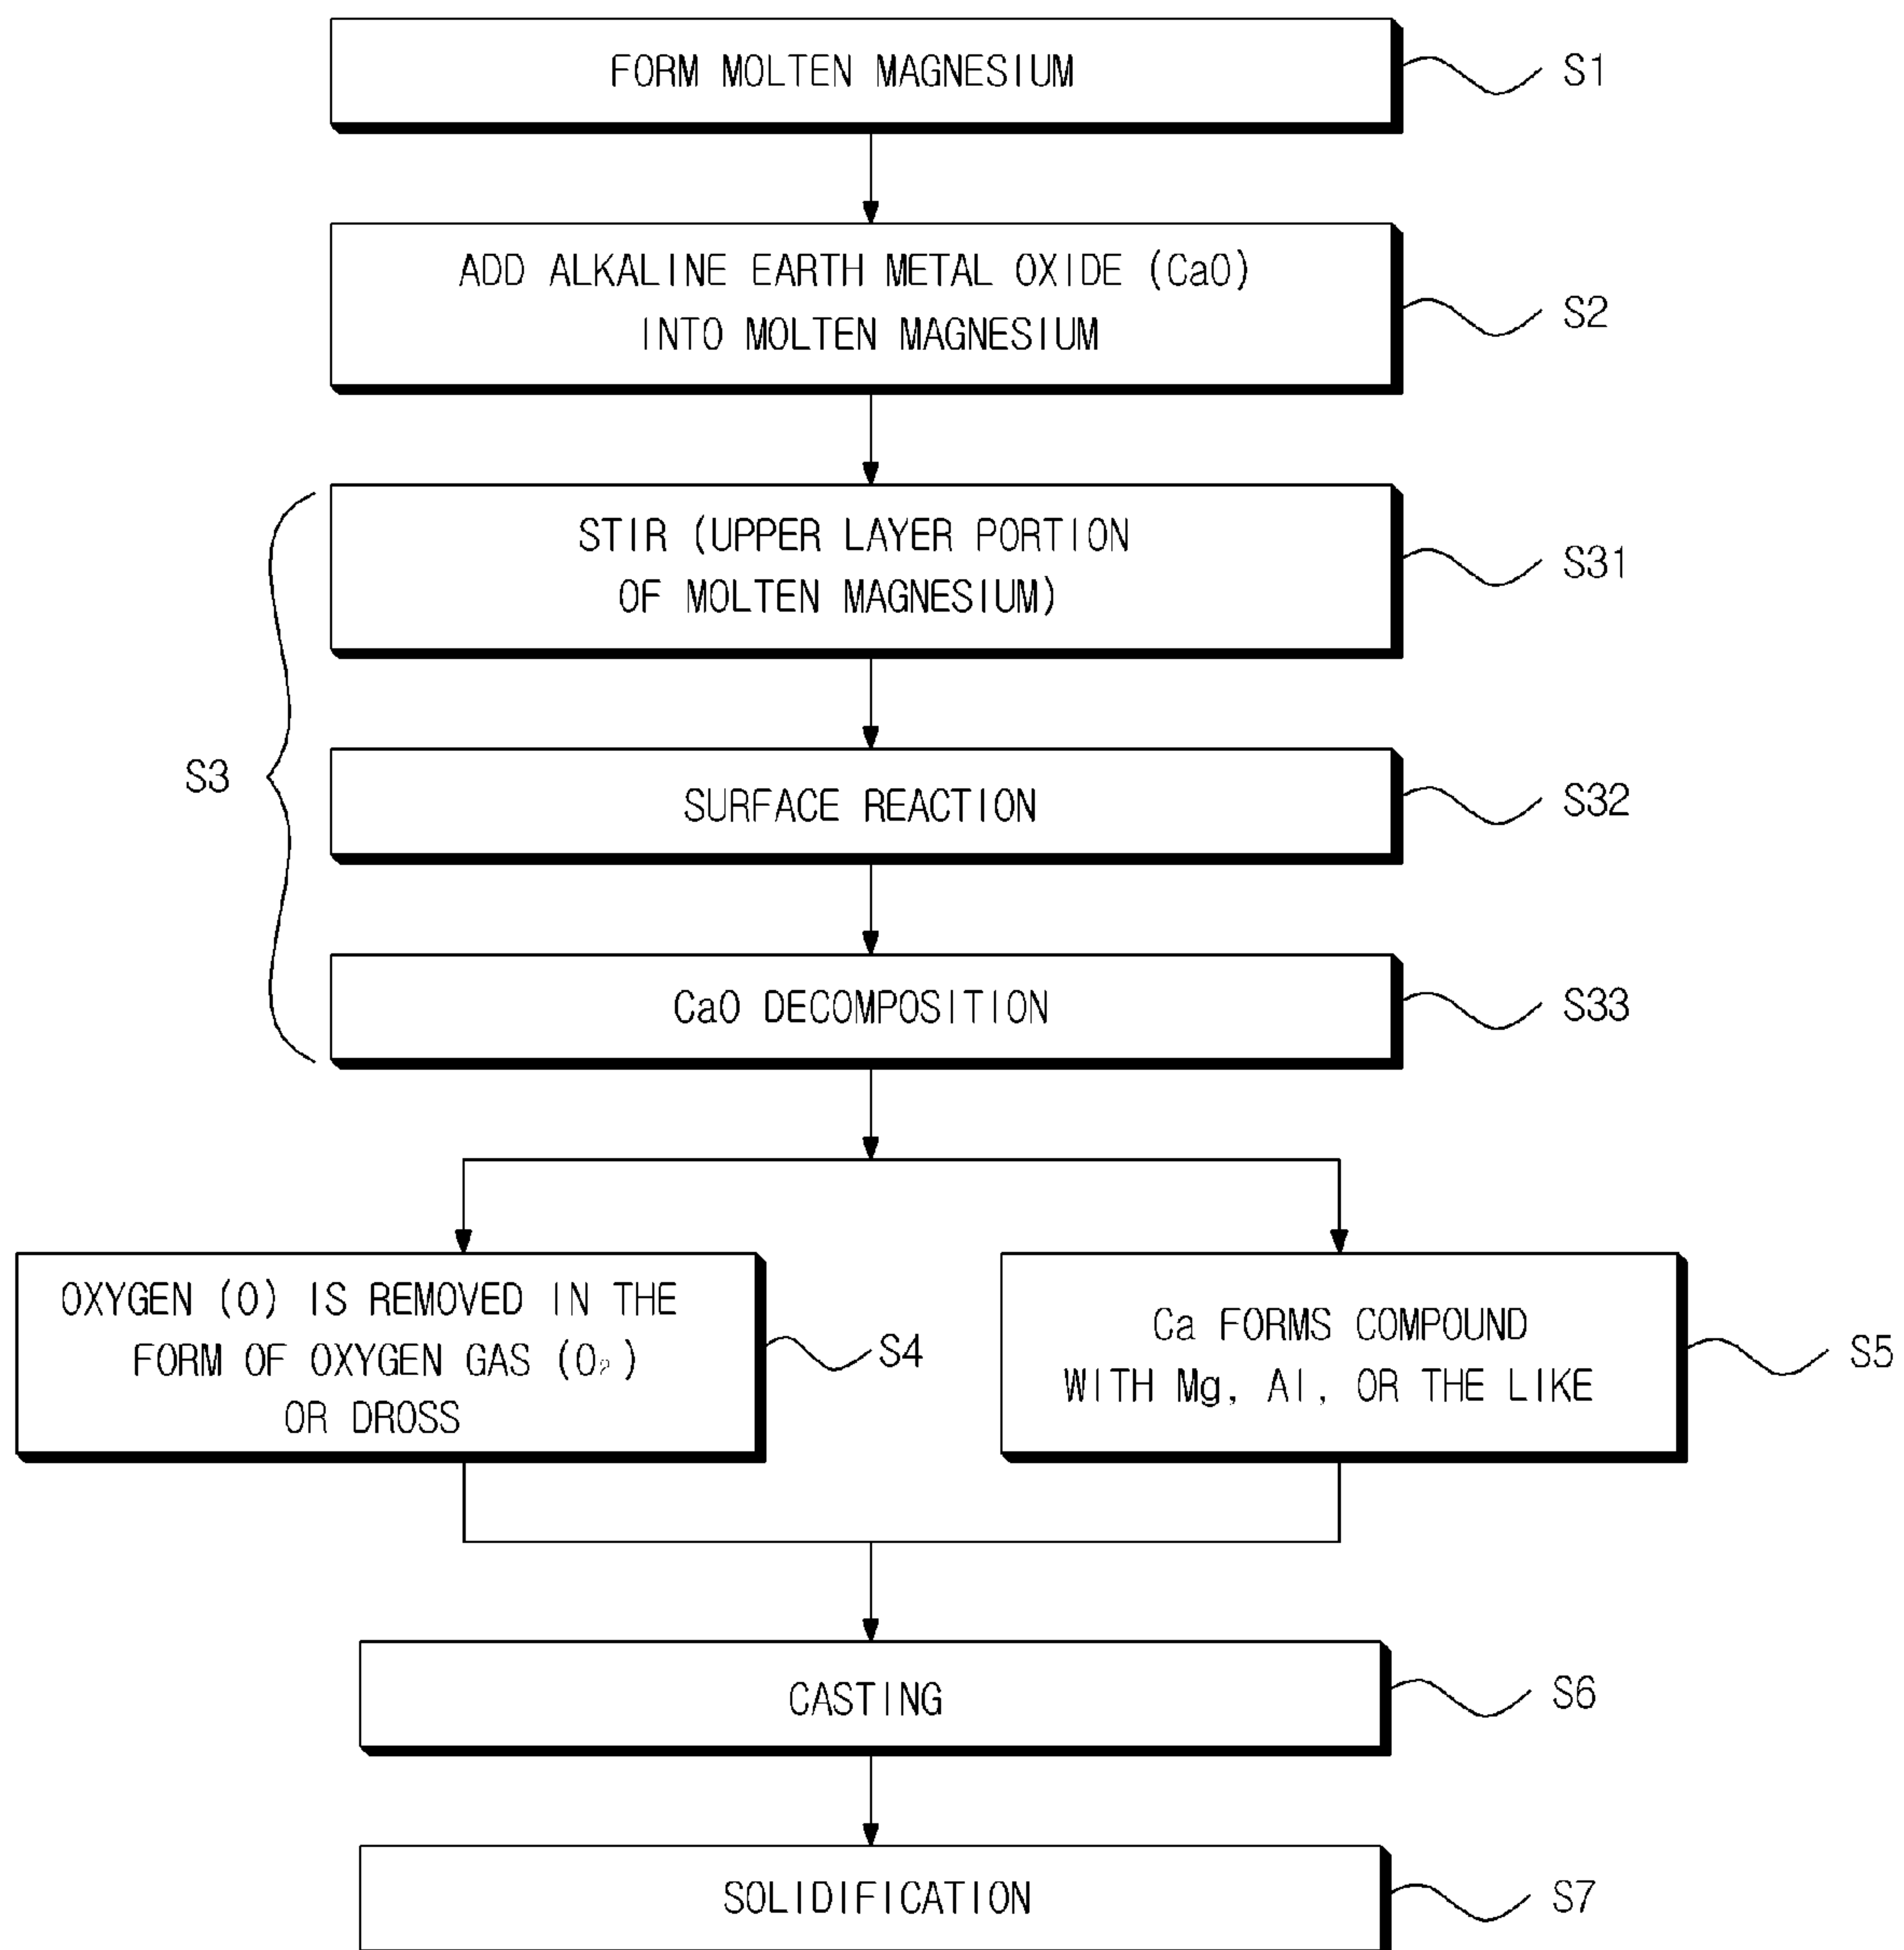 FORM MOLTEN MAGNESIUM
S1
ADD ALKALINE EARTH METAL OXIDE (CaO)
INTO MOLTEN MAGNESIUM
S2
STIR (UPPER LAYER PORTION
OF MOLTEN MAGNESIUM)
S31
S3
SURFACE REACTION
S32
CaO DECOMPOSITION
S33
OXYGEN (O) IS REMOVED IN THE
FORM OF OXYGEN GAS (O₂)
OR DROSS
S4
Ca FORMS COMPOUND
WITH Mg, Al, OR THE LIKE
S5
CASTING
S6
SOLIDIFICATION
S7